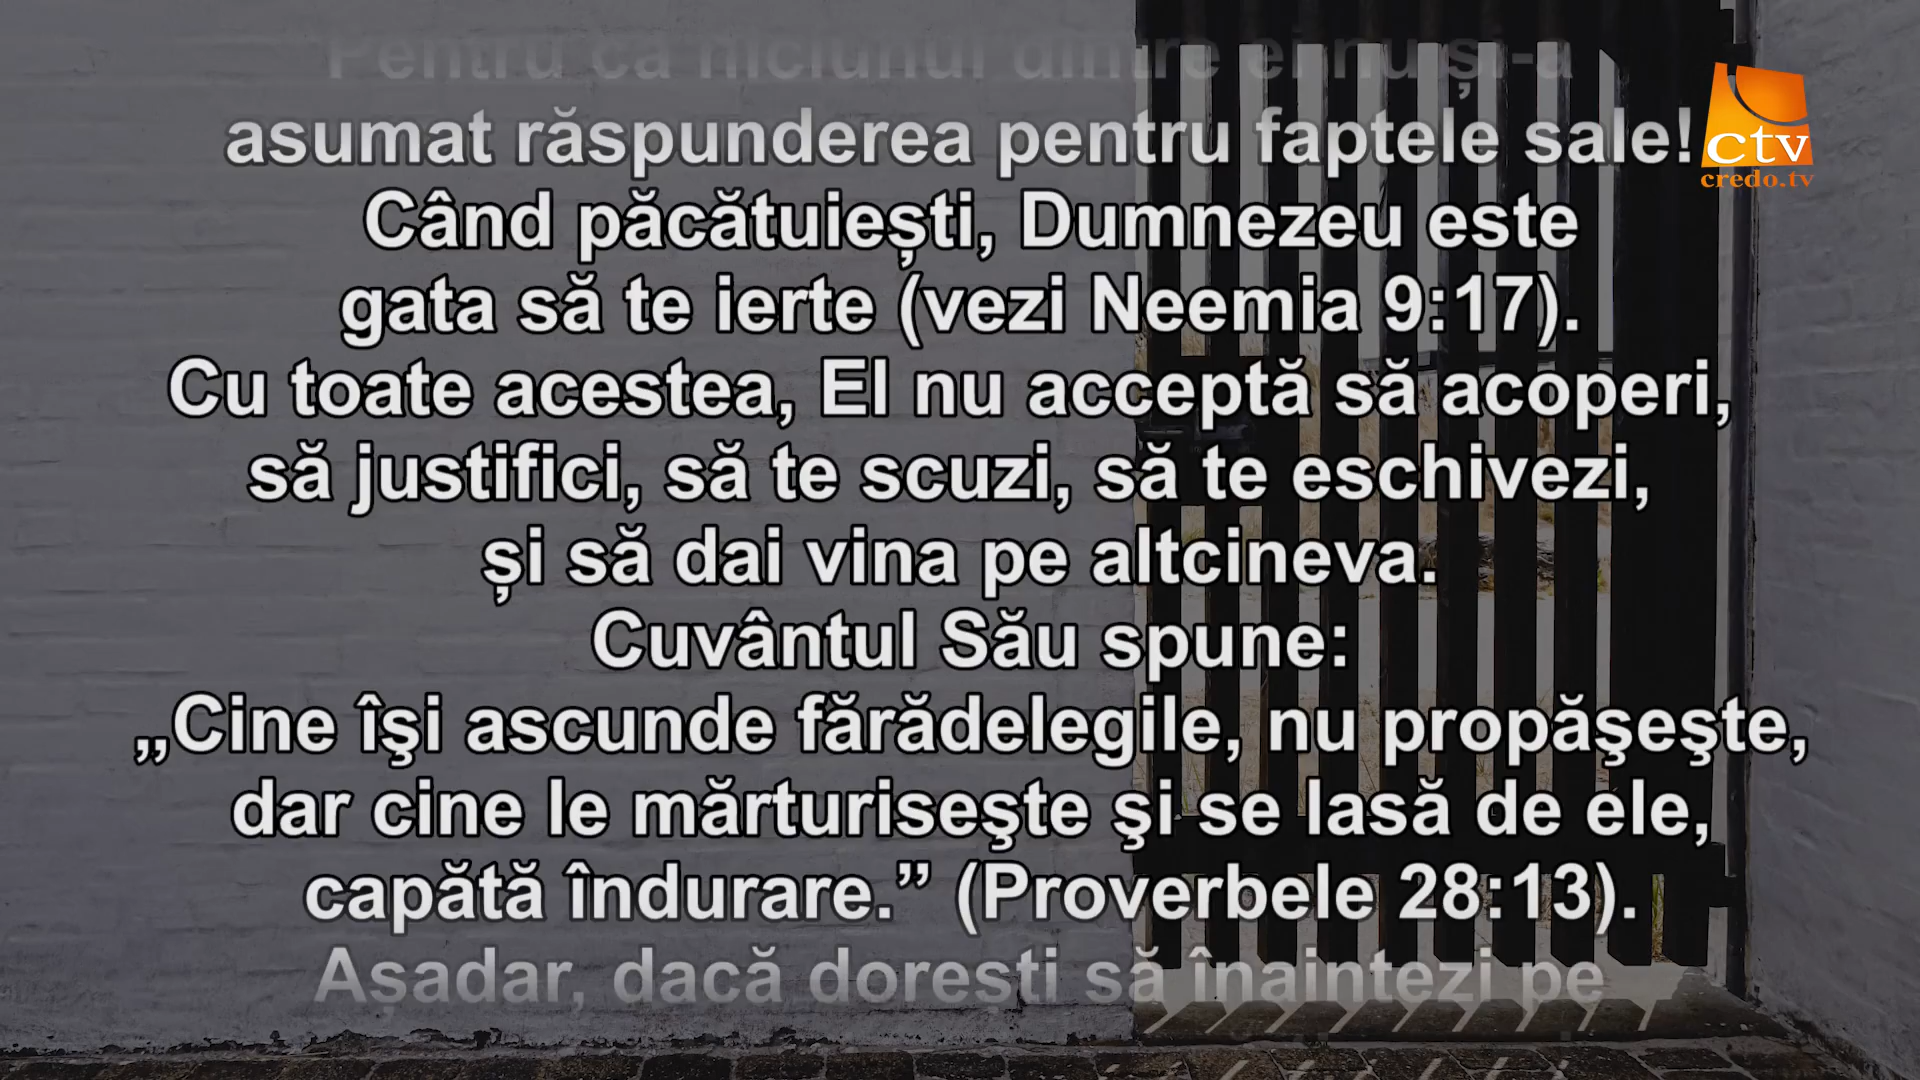 Pentru că niciunul dintre ei nu și-a
asumat răspunderea pentru faptele sale!
Când păcătuiești, Dumnezeu este
gata să te ierte (vezi Neemia 9:17).
Cu toate acestea, El nu acceptă să acoperi,
să justifici, să te scuzi, să te eschivezi,
și să dai vina pe altcineva.
Cuvântul Său spune:
„Cine îşi ascunde fărădelegile, nu propăşeşte,
dar cine le mărturiseşte şi se lasă de ele,
capătă îndurare.” (Proverbele 28:13).
Așadar, dacă dorești să înaintezi pe
ctv
credo.tv